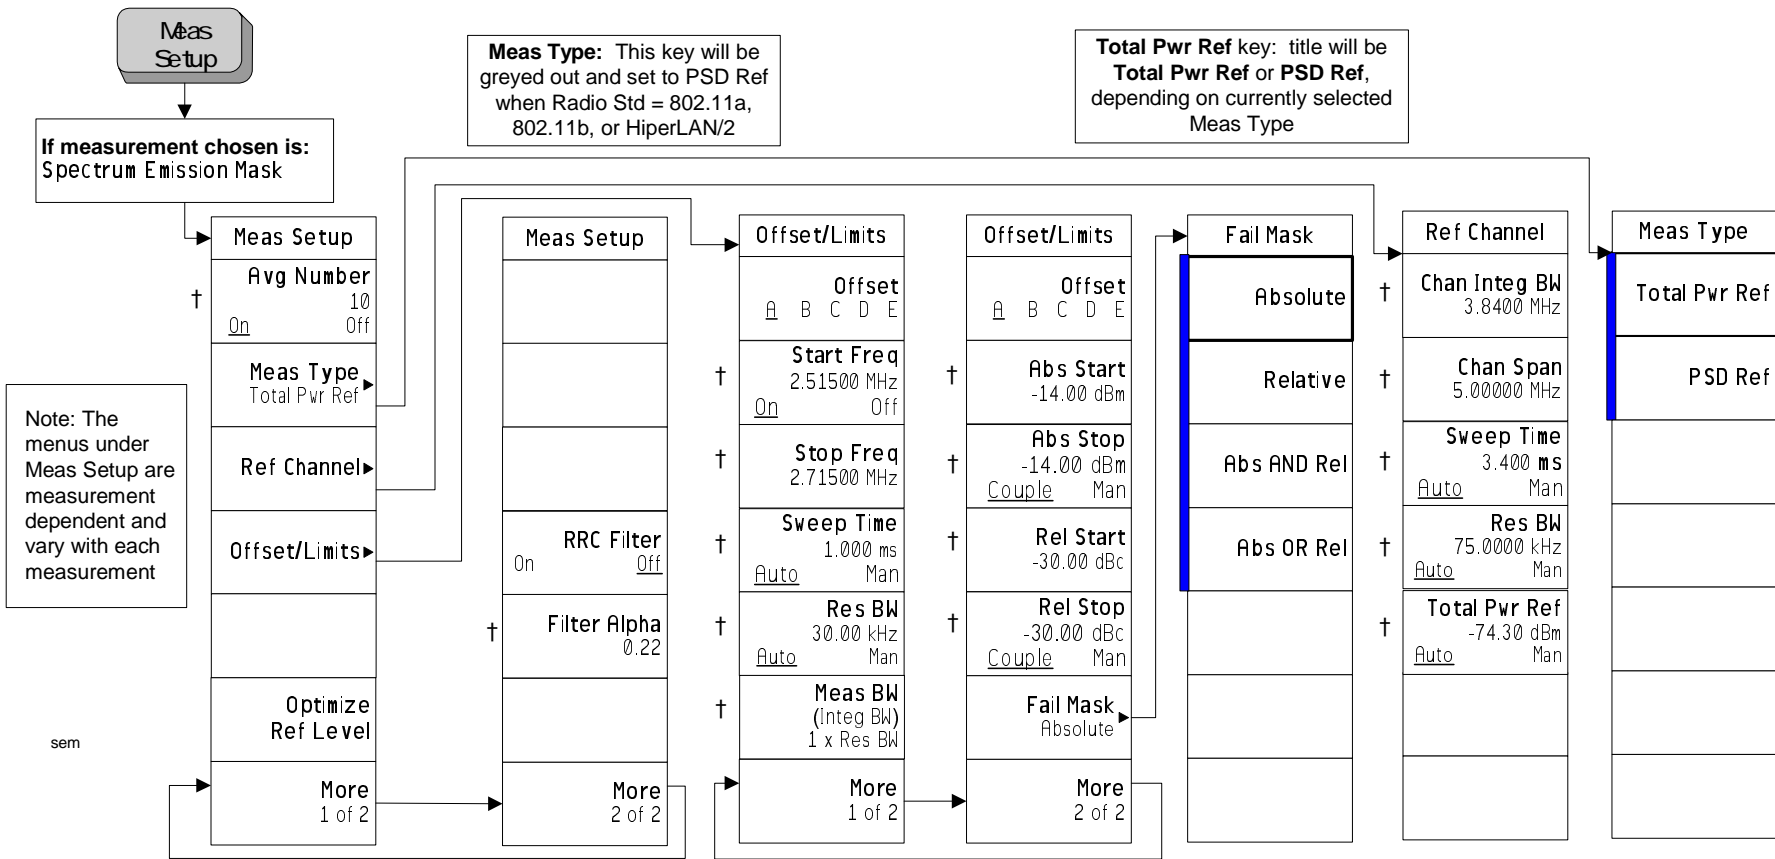 Meas
Setup
Meas Type: This key will be
greyed out and set to PSD Ref
when Radio Std = 802.11a,
802.11b, or HiperLAN/2
Total Pwr Ref key: title will be
Total Pwr Ref or PSD Ref,
depending on currently selected
Meas Type
If measurement chosen is:
Spectrum Emission Mask
Note: The
menus under
Meas Setup are
measurement
dependent and
vary with each
measurement
sem
Meas Setup
† Avg Number
10
On Off
Meas Type
Total Pwr Ref
Ref Channel
Offset/Limits
Optimize
Ref Level
More
1 of 2
Meas Setup
RRC Filter
On Off
† Filter Alpha
0.22
More
2 of 2
Offset/Limits
Offset
A B C D E
† Start Freq
2.51500 MHz
On Off
† Stop Freq
2.71500 MHz
† Sweep Time
1.000 ms
Auto Man
† Res BW
30.00 kHz
Auto Man
† Meas BW
(Integ BW)
1 x Res BW
More
1 of 2
Offset/Limits
Offset
A B C D E
† Abs Start
-14.00 dBm
† Abs Stop
-14.00 dBm
Couple Man
† Rel Start
-30.00 dBc
† Rel Stop
-30.00 dBc
Couple Man
Fail Mask
Absolute
More
2 of 2
Fail Mask
Absolute
Relative
Abs AND Rel
Abs OR Rel
Ref Channel
† Chan Integ BW
3.8400 MHz
† Chan Span
5.00000 MHz
† Sweep Time
3.400 ms
Auto Man
† Res BW
75.0000 kHz
Auto Man
† Total Pwr Ref
-74.30 dBm
Auto Man
Meas Type
Total Pwr Ref
PSD Ref